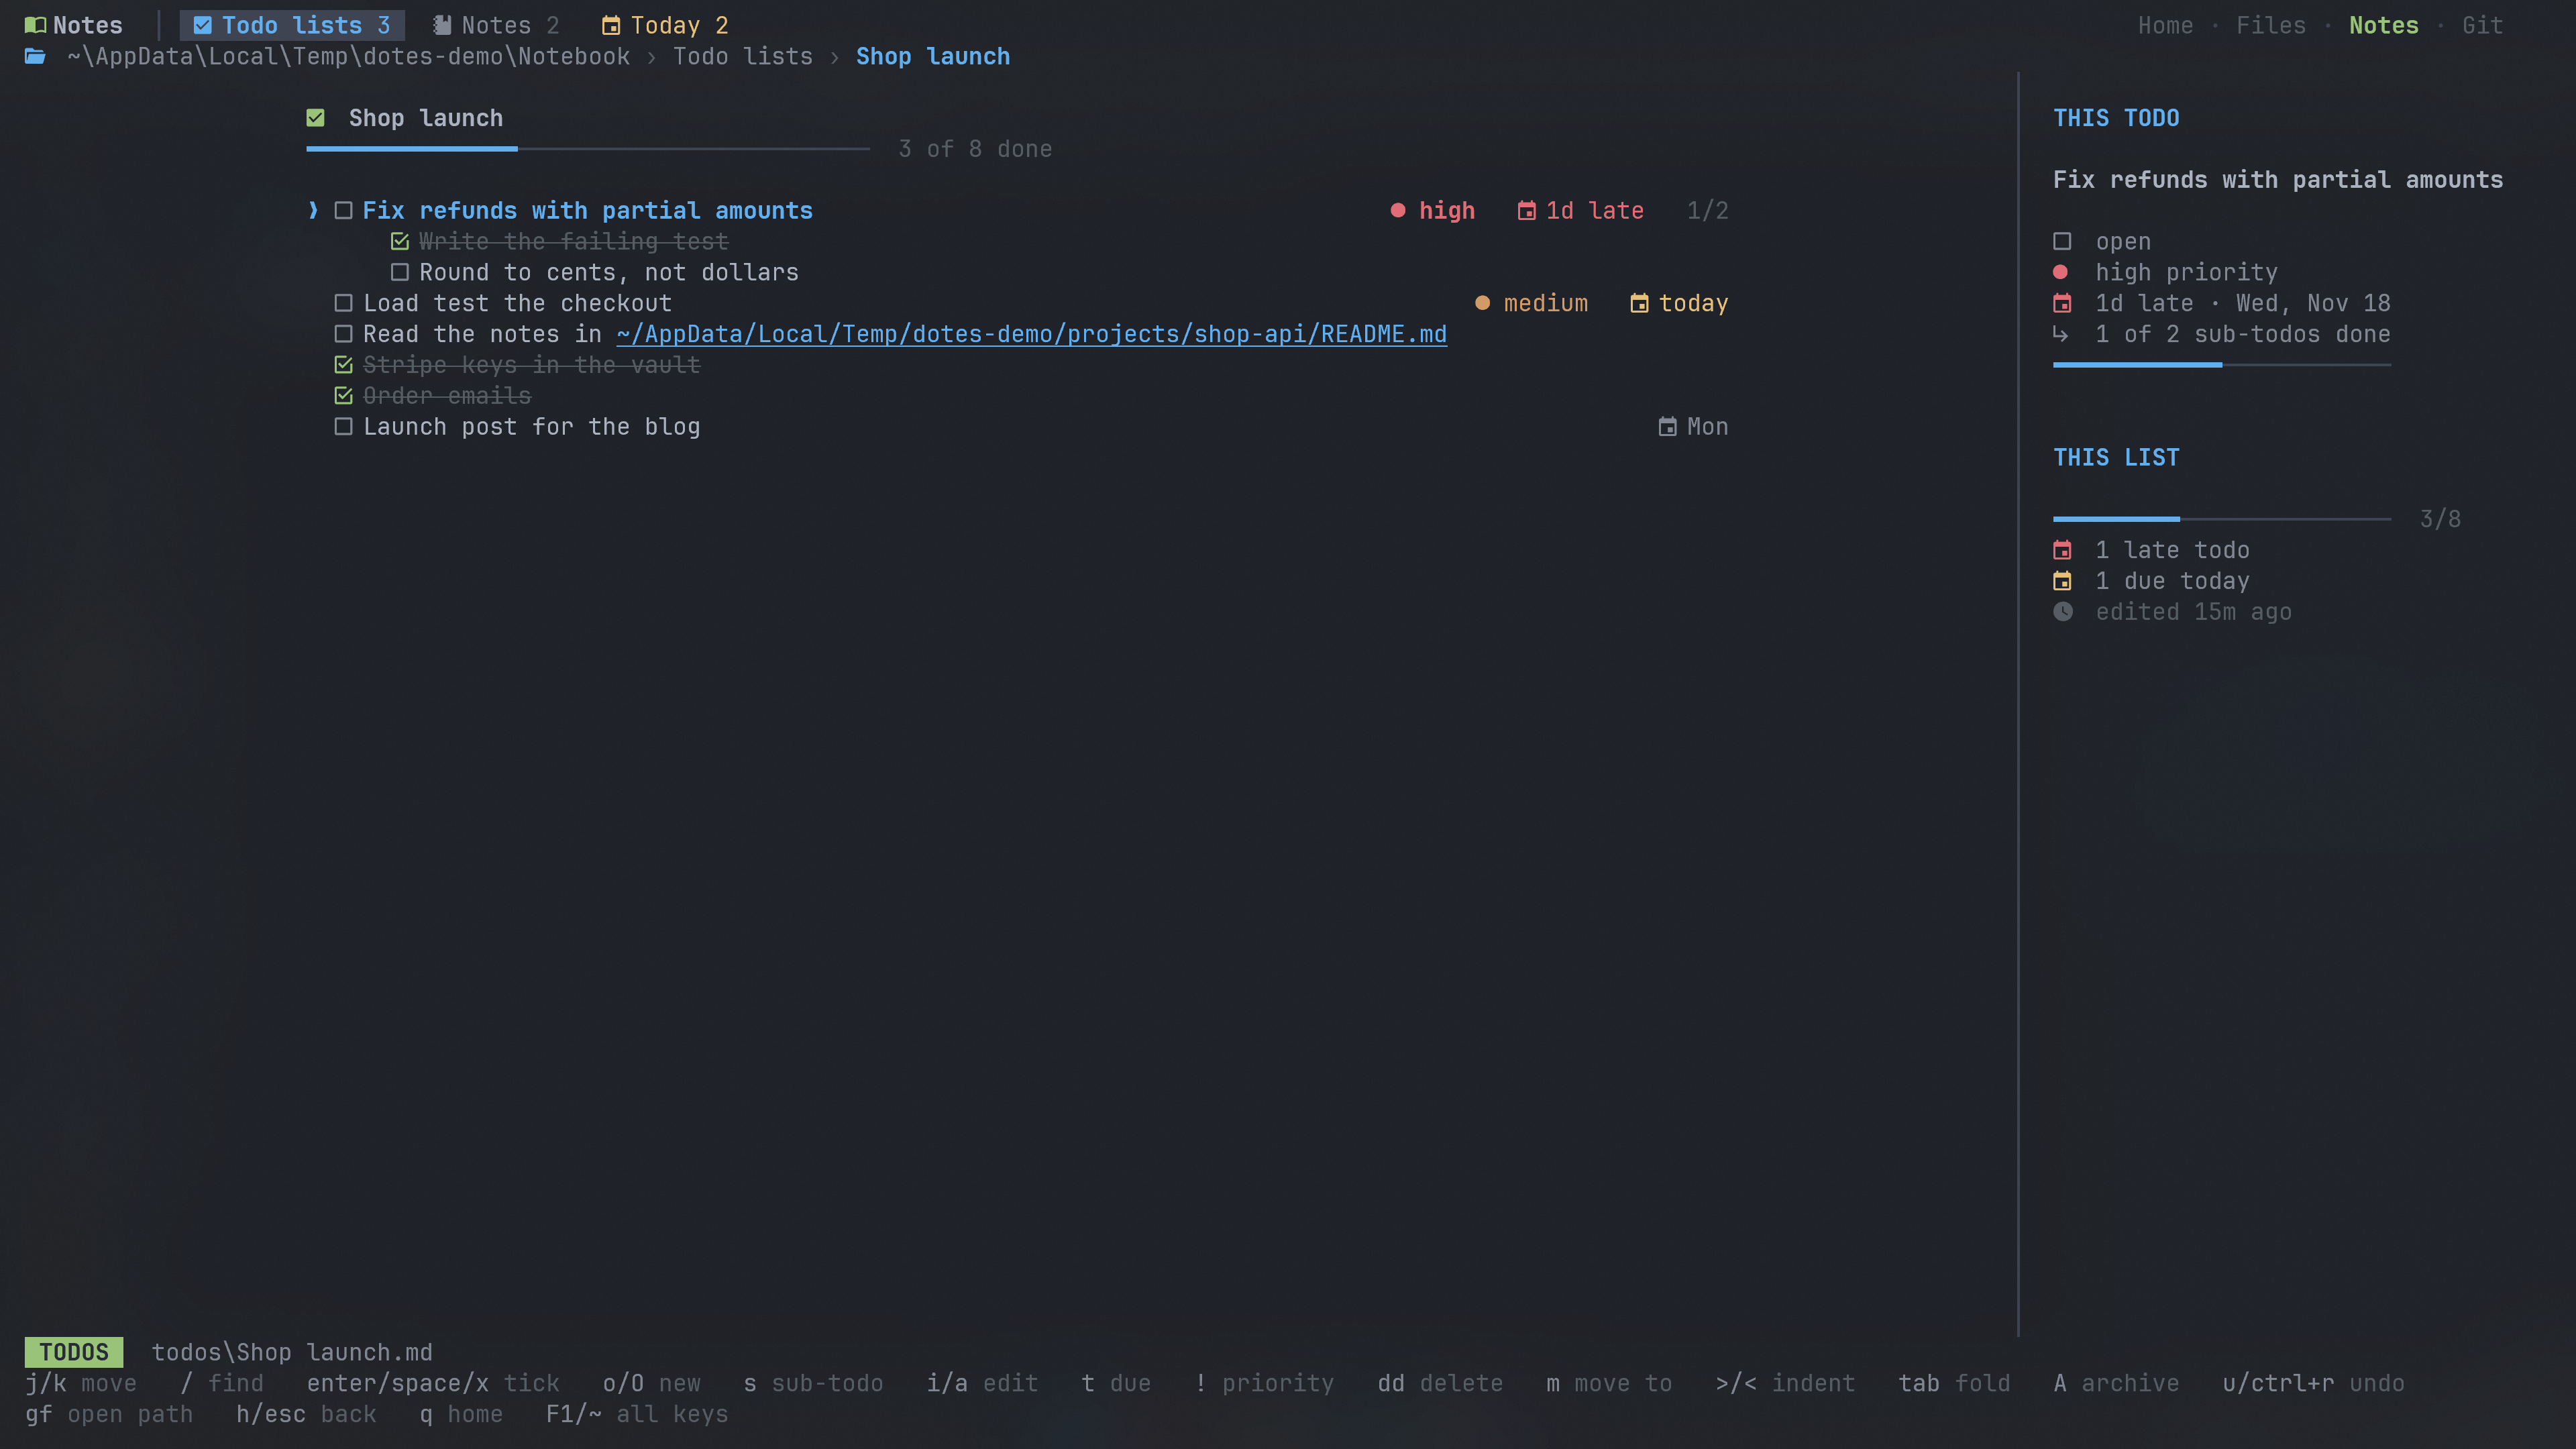 Notes │ Todo lists 3 Notes 2 Today 2 Home · Files · Notes · Git
~\AppData\Local\Temp\dotes-demo\Notebook › Todo lists › Shop launch
Shop launch
3 of 8 done
Fix refunds with partial amounts high 1d late 1/2
Write the failing test
Round to cents, not dollars
Load test the checkout medium today
Read the notes in ~/AppData/Local/Temp/dotes-demo/projects/shop-api/README.md
Stripe keys in the vault
Order emails
Launch post for the blog Mon
THIS TODO
Fix refunds with partial amounts
open
high priority
1d late · Wed, Nov 18
1 of 2 sub-todos done
THIS LIST
3/8
1 late todo
1 due today
edited 15m ago
TODOS todos\Shop launch.md
j/k move / find enter/space/x tick o/O new s sub-todo i/a edit t due ! priority dd delete m move to >/< indent tab fold A archive u/ctrl+r undo
gf open path h/esc back q home F1/~ all keys